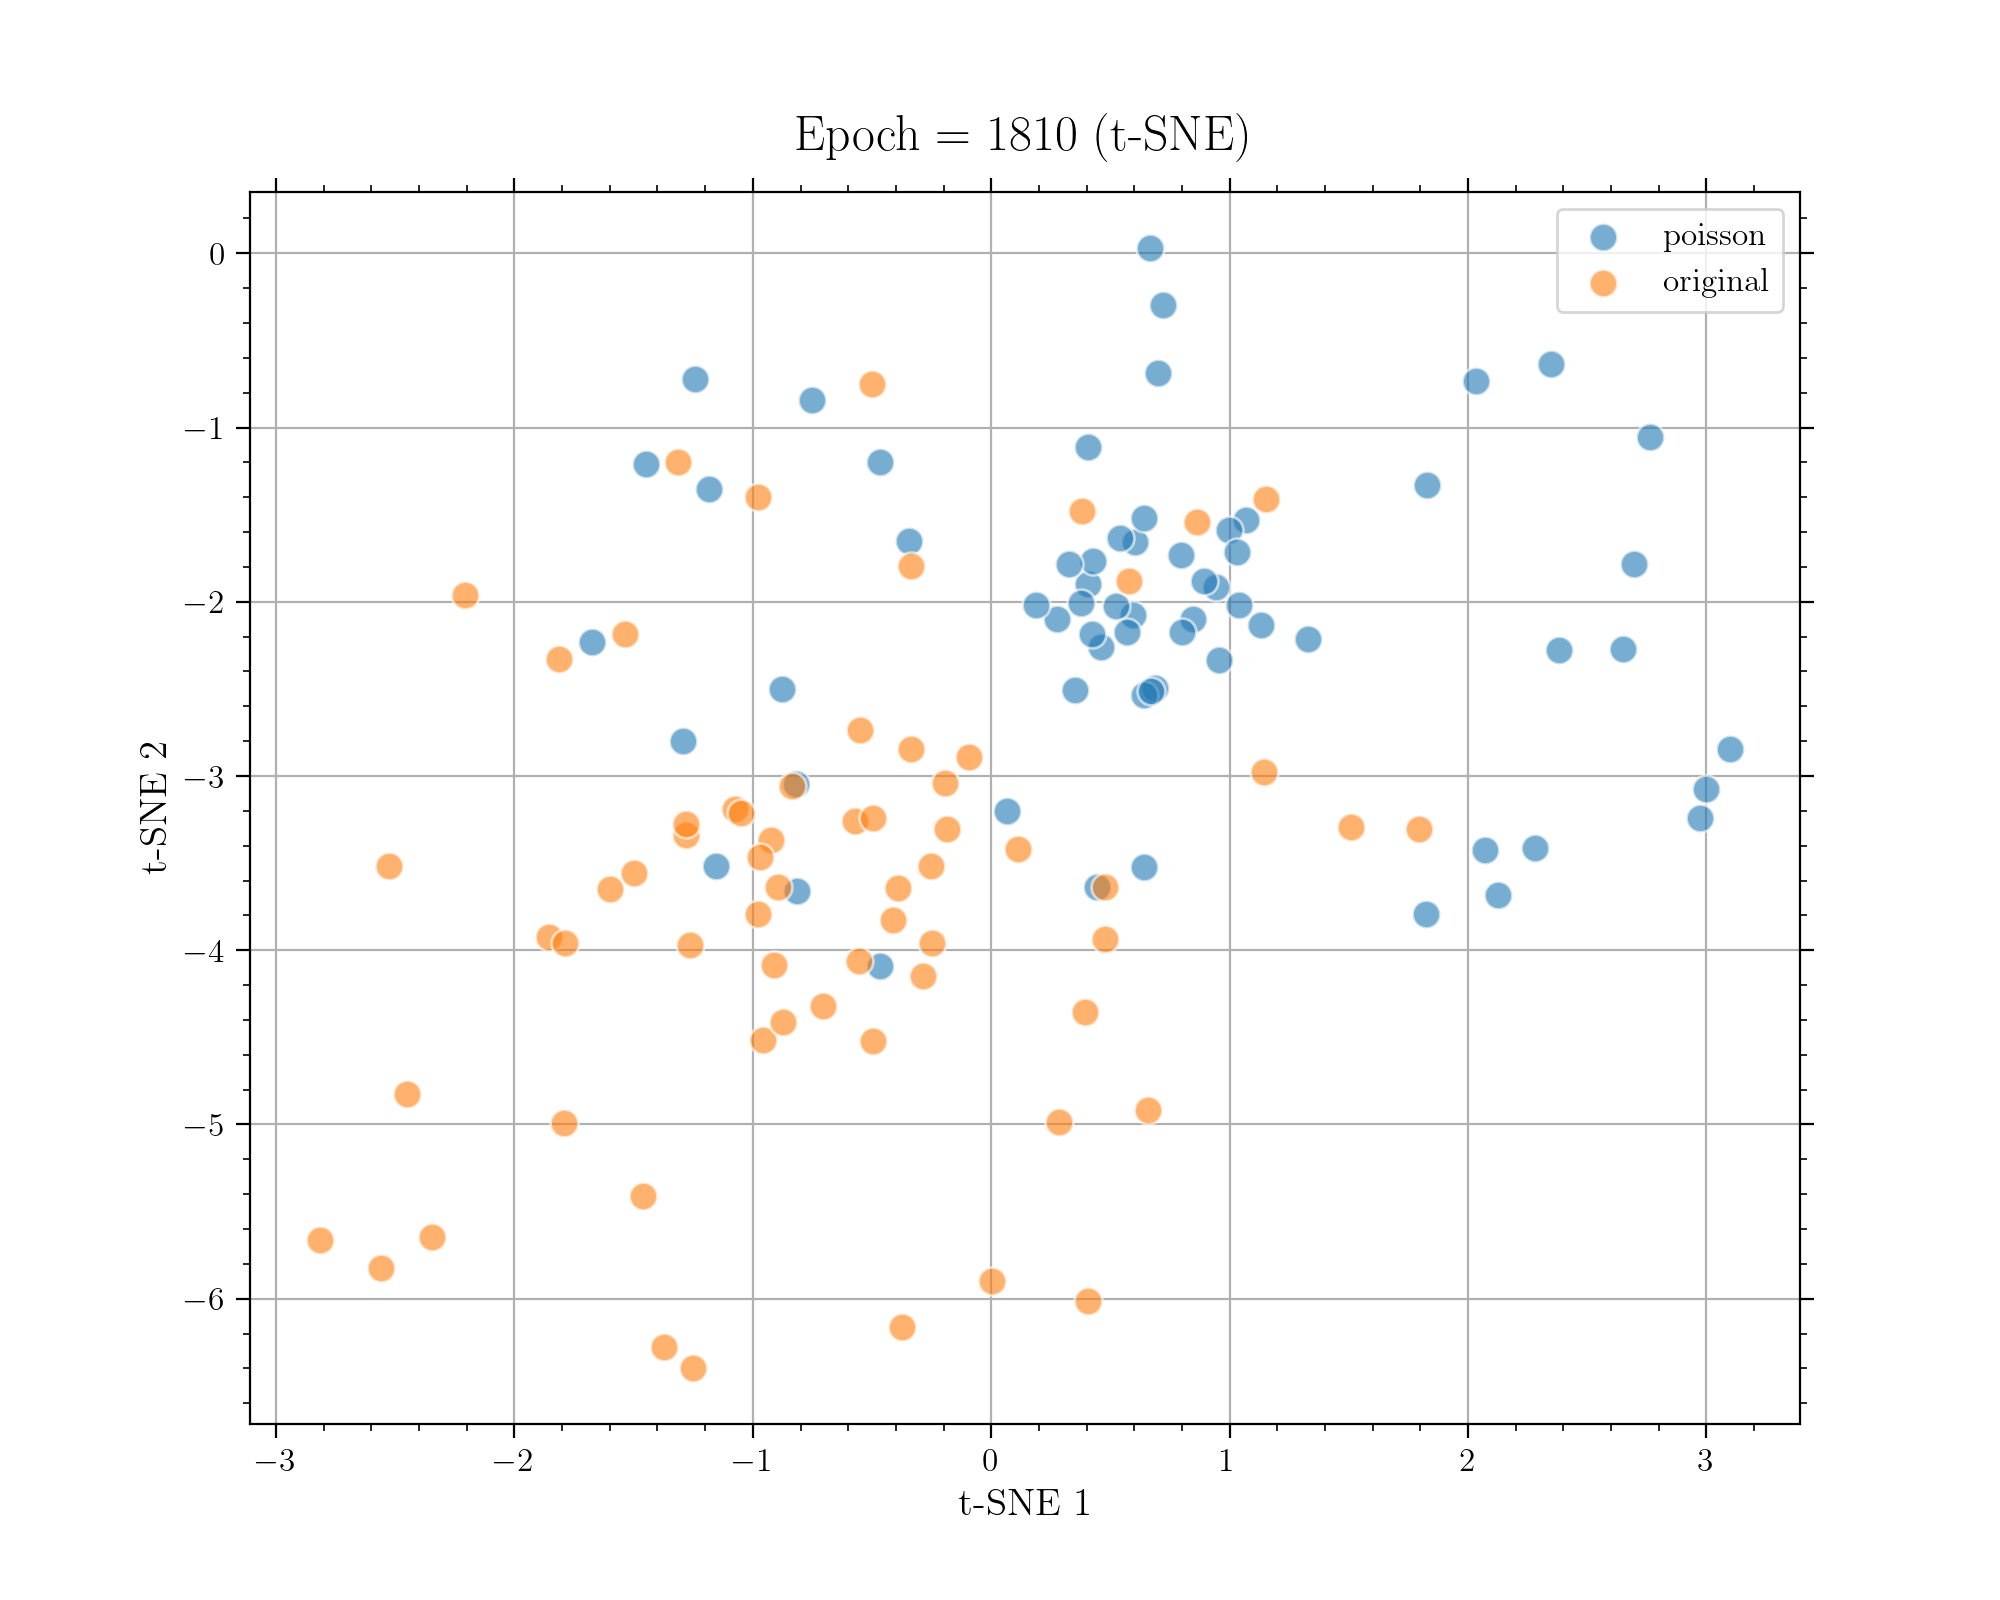 Epoch = 1810 (t-SNE)
poisson
original
t-SNE 2
0
−1
−2
−3
−4
−5
−6
−3 −2 −1 0 1 2 3
t-SNE 1